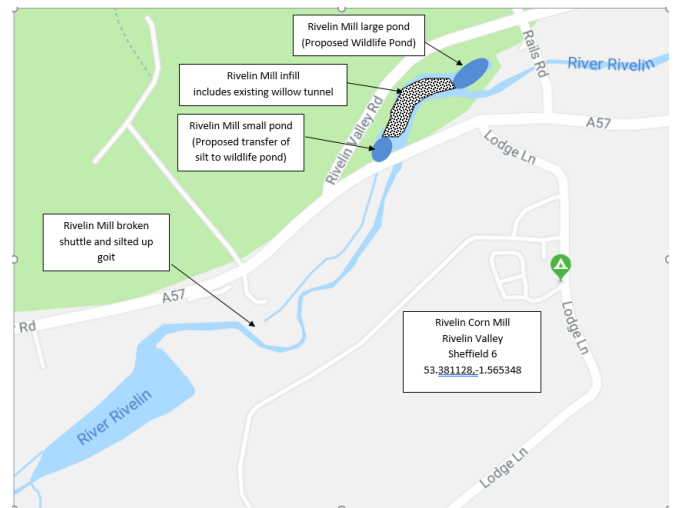 Rivelin Mill large pond
(Proposed Wildlife Pond)
Rails Rd
River Rivelin
Rivelin Mill infill
includes existing willow tunnel
Rivelin Mill small pond
(Proposed transfer of
silt to wildlife pond)
Rivelin Valley Rd
A57
Lodge Ln
Rivelin Mill broken
shuttle and silted up
goit
A57
Rd
Lodge Ln
Rivelin Corn Mill
Rivelin Valley
Sheffield 6
53.381128,-1.565348
River Rivelin
Lodge Ln